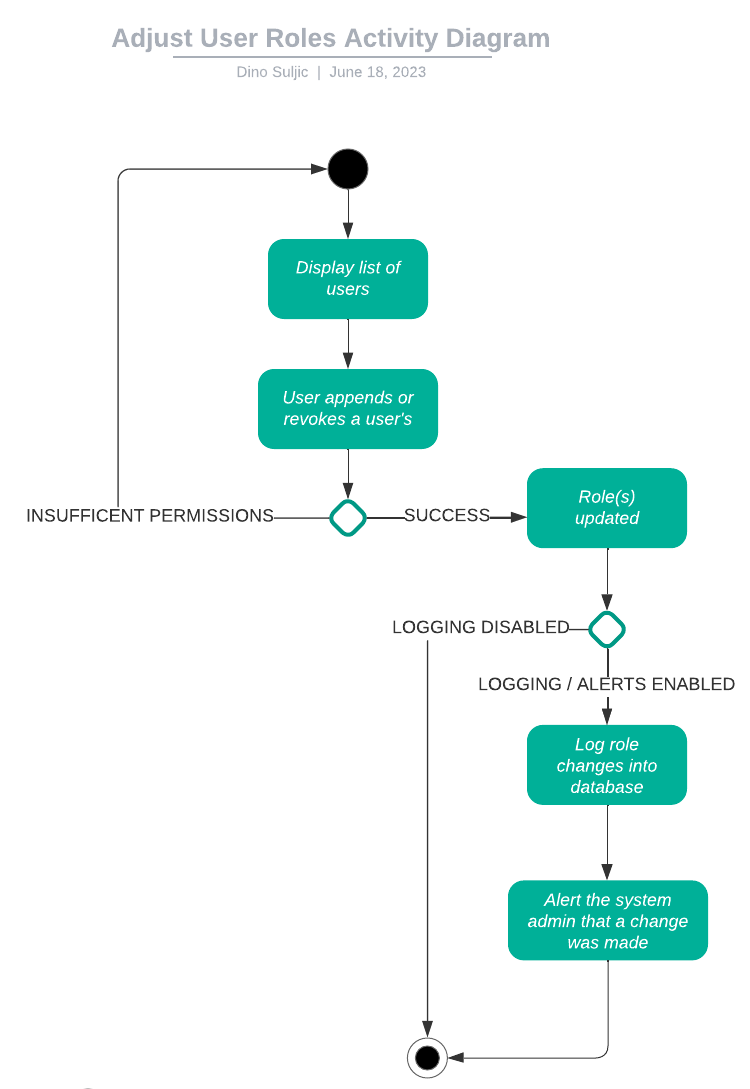 Adjust User Roles Activity Diagram
Dino Suljic | June 18, 2023
Display list of
users
User appends or
revokes a user's
INSUFFICENT PERMISSIONS
SUCCESS
Role(s)
updated
LOGGING DISABLED
LOGGING / ALERTS ENABLED
Log role
changes into
database
Alert the system
admin that a change
was made